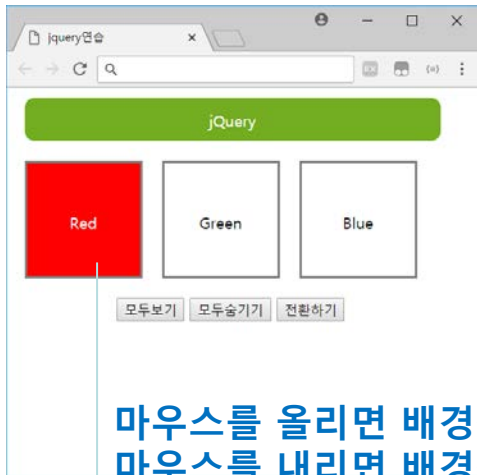 jquery연습
jQuery
Red Green Blue
모두보기 모두숨기기 전환하기
마우스를 올리면 배경
마우스를 내리면 배경